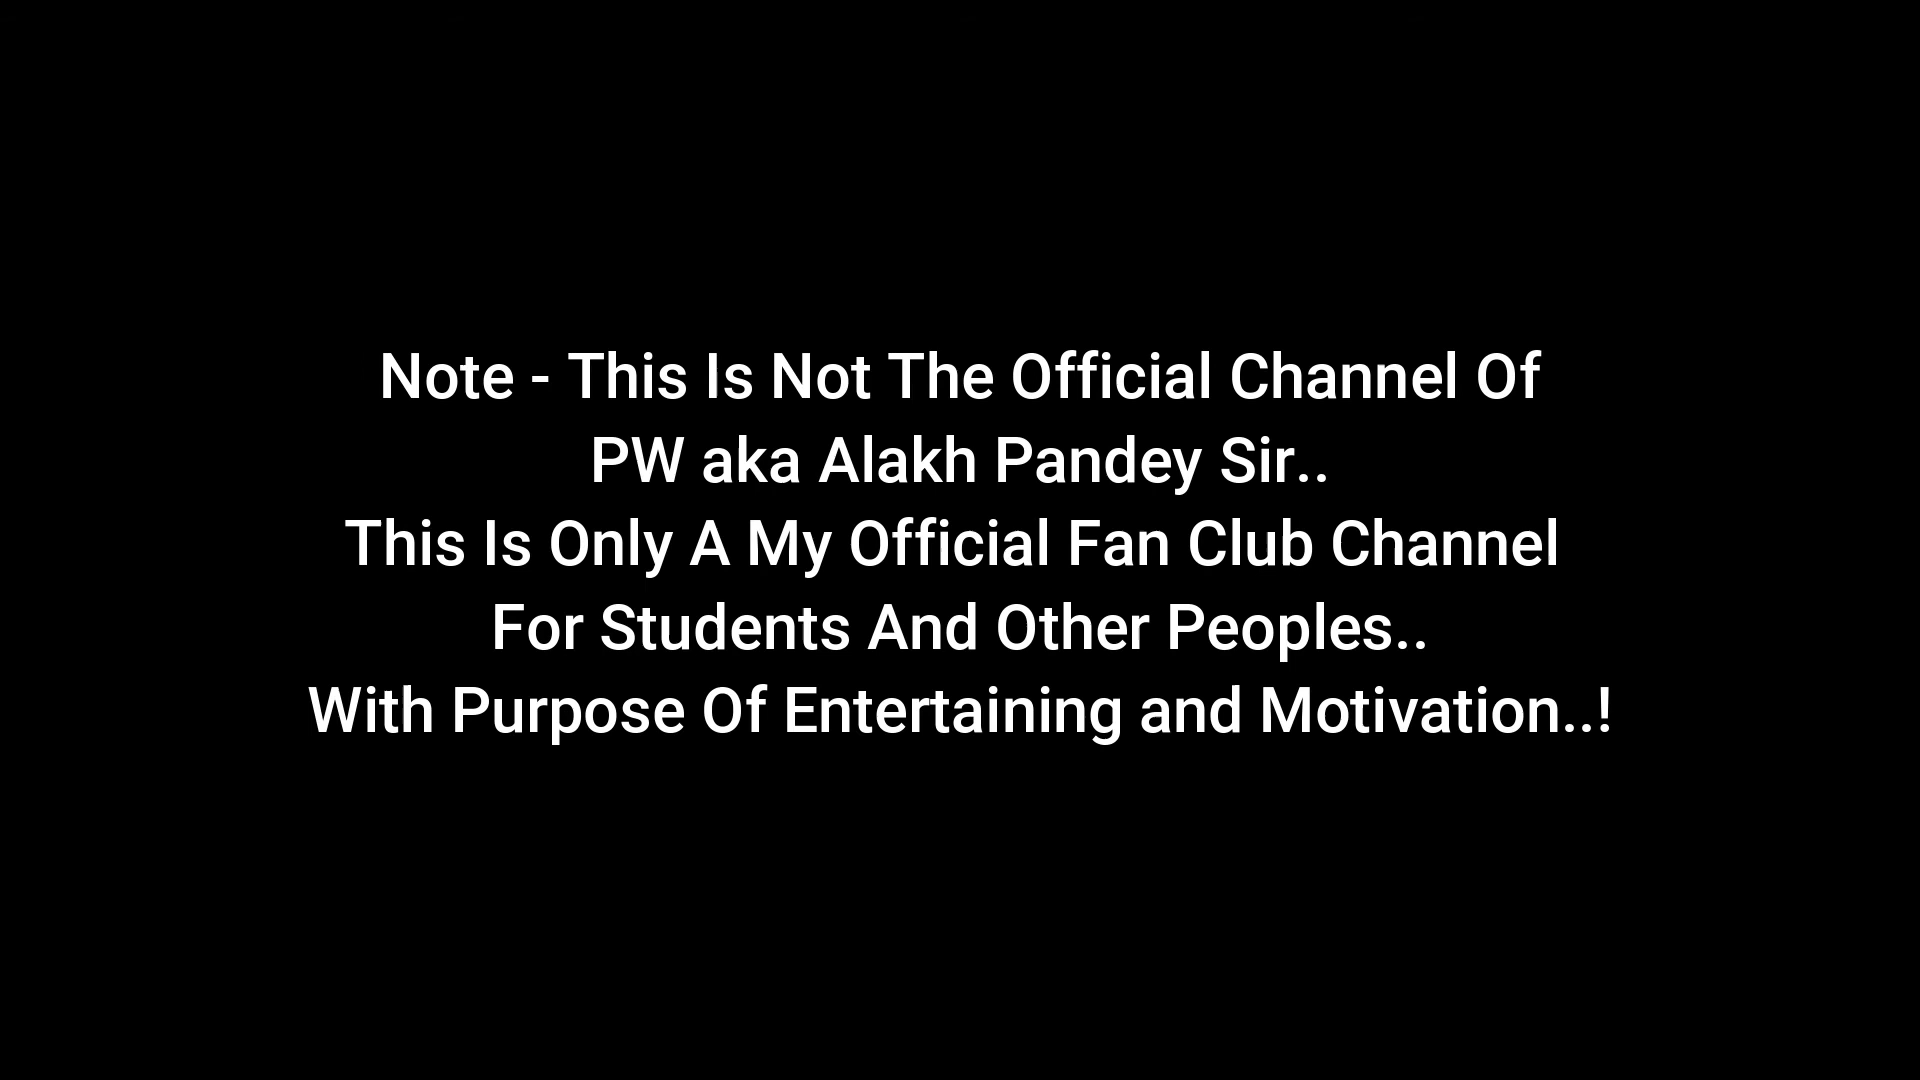 Note - This Is Not The Official Channel Of
PW aka Alakh Pandey Sir..
This Is Only A My Official Fan Club Channel
For Students And Other Peoples..
With Purpose Of Entertaining and Motivation..!